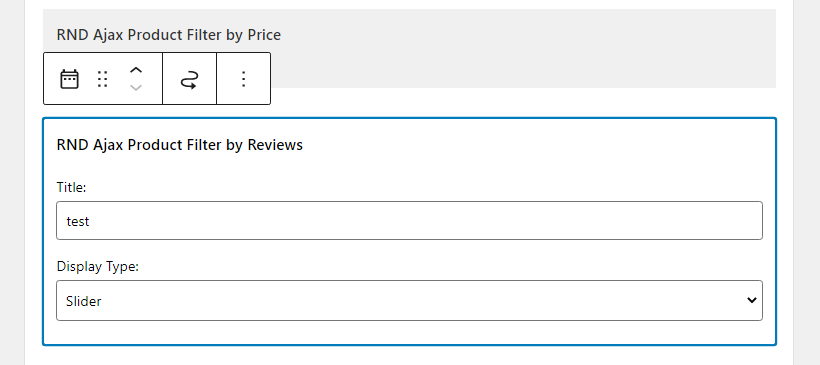 RND Ajax Product Filter by Price
RND Ajax Product Filter by Reviews
Title:
test
Display Type:
Slider